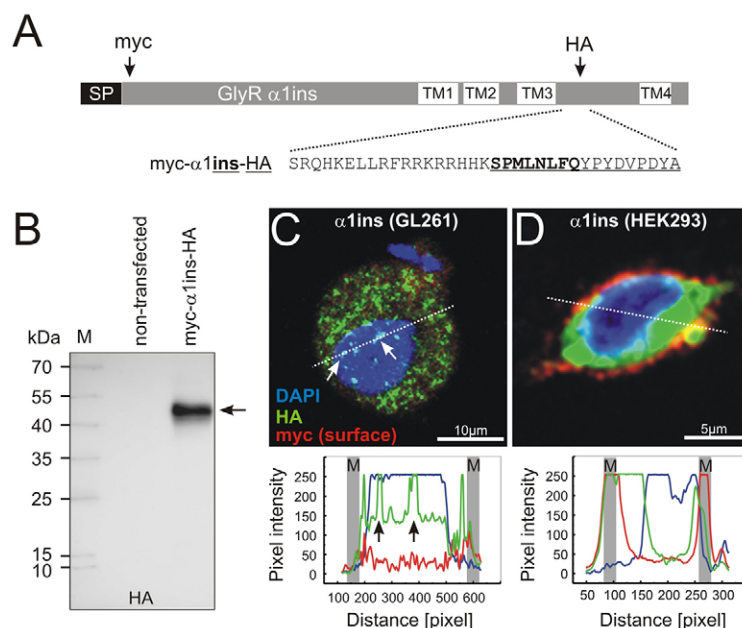 A
myc
HA
SP
GlyR α1ins
TM1
TM2
TM3
TM4
myc-α1ins-HA
SRQHKELLRFRRKRRHHKSPMLNLFQYPYDVPDYA
B
non-transfected
myc-α1ins-HA
kDa
M
70
55
40
35
25
15
10
HA
C
α1ins (GL261)
DAPI
HA
myc (surface)
10µm
M
M
Pixel intensity
250
200
150
100
50
0
100 200 300 400 500 600
Distance [pixel]
D
α1ins (HEK293)
5µm
M
M
Pixel intensity
250
200
150
100
50
0
50 100 150 200 250 300
Distance [pixel]